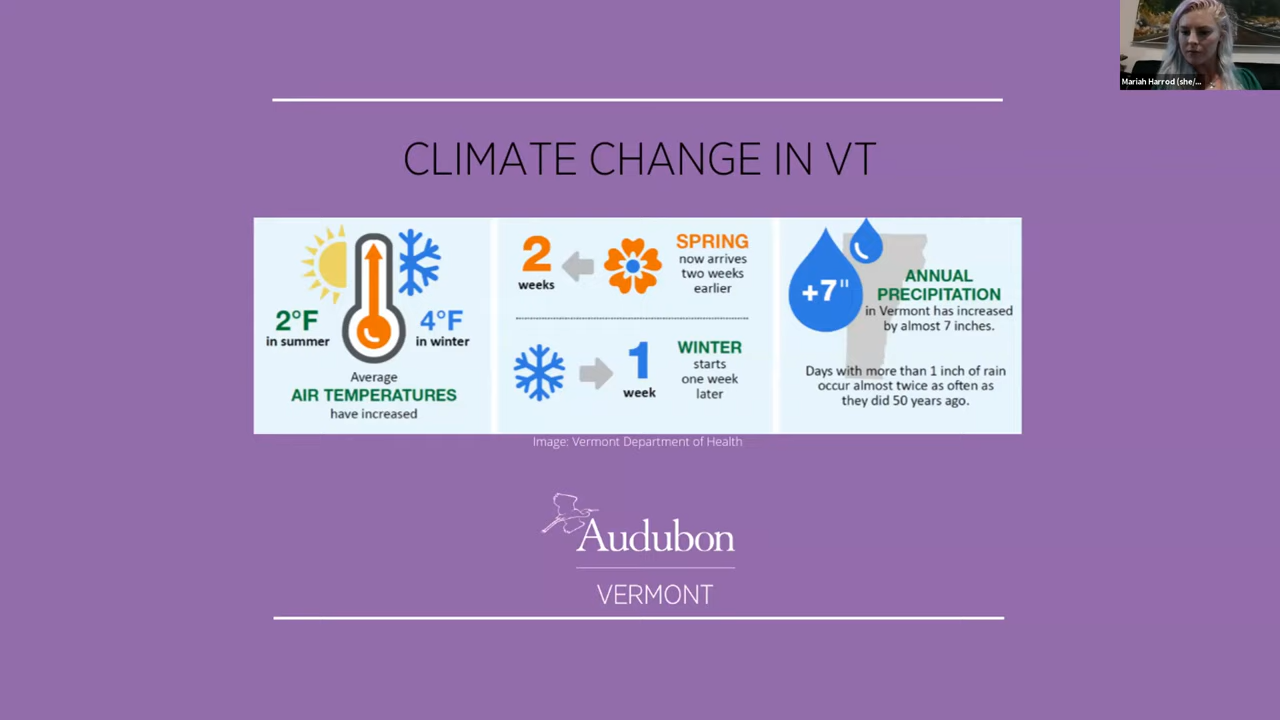 Mariah Harrod (she/...
CLIMATE CHANGE IN VT
2°F
in summer
4°F
in winter
Average
AIR TEMPERATURES
have increased
2
weeks
SPRING
now arrives
two weeks
earlier
1
week
WINTER
starts
one week
later
+7"
ANNUAL
PRECIPITATION
in Vermont has increased
by almost 7 inches.
Days with more than 1 inch of rain
occur almost twice as often as
they did 50 years ago.
Image: Vermont Department of Health
Audubon
VERMONT